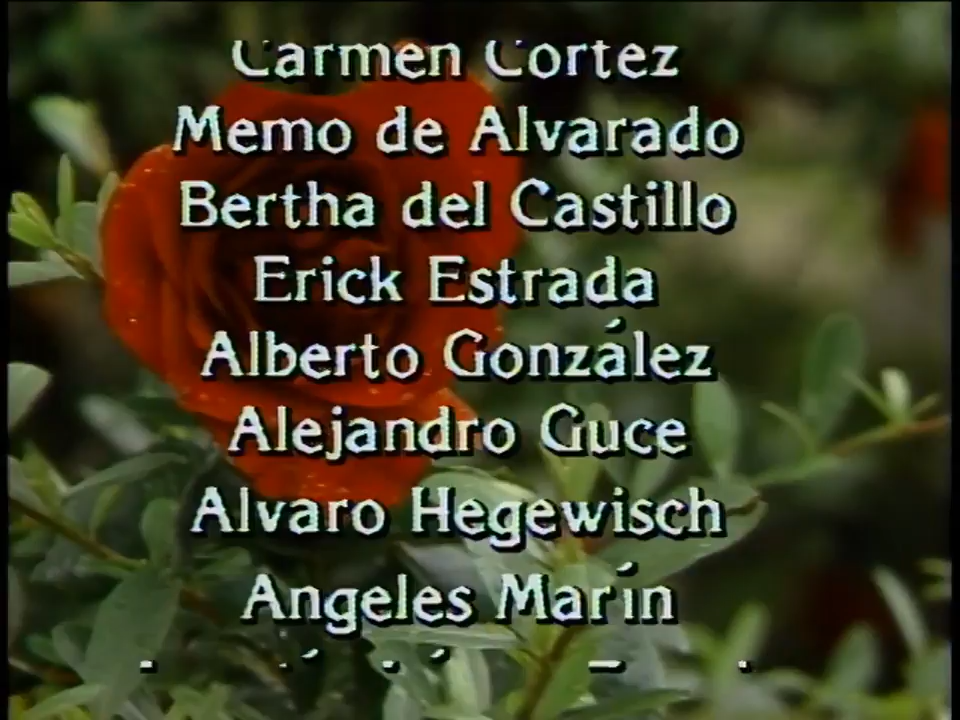 Carmen Cortez
Memo de Alvarado
Bertha del Castillo
Erick Estrada
Alberto González
Alejandro Guce
Alvaro Hegewisch
Angeles Marín